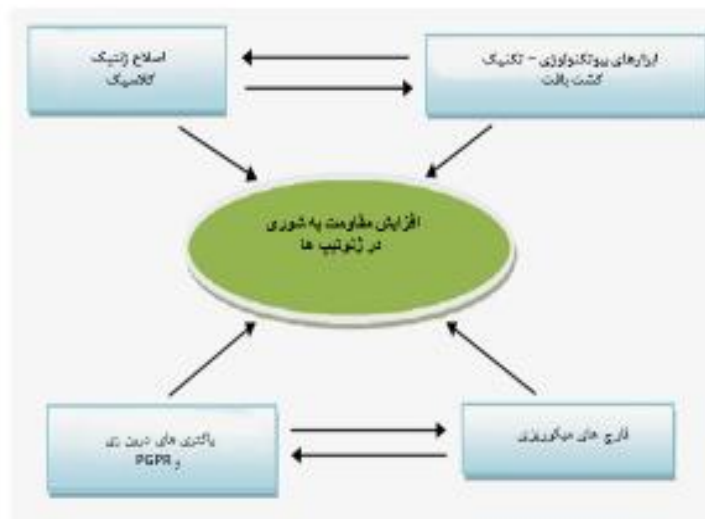 ابزارهای بیوتکنولوژی – تکنیک
کشت بافت
اصلاح ژنتیک
کلاسیک
افزایش مقاومت به شوری
در ژنوتیپ ها
قارچ های میکوریزی
باکتری های درون زی
و PGPR